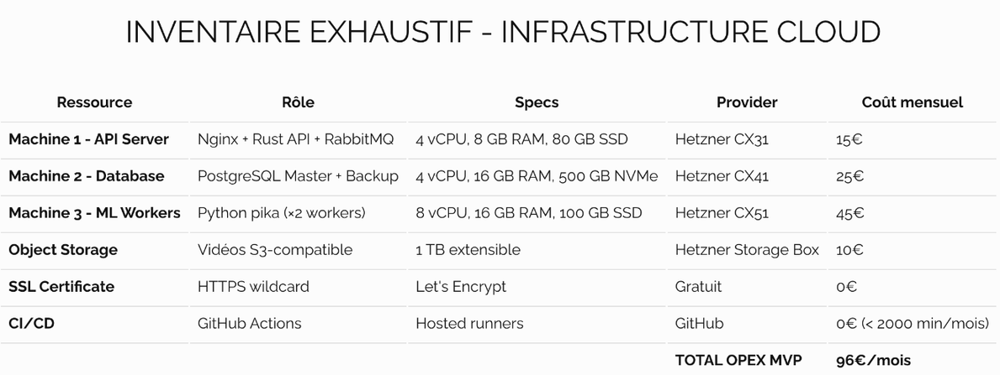 INVENTAIRE EXHAUSTIF - INFRASTRUCTURE CLOUD
Ressource Rôle Specs Provider Coût mensuel
Machine 1 - API Server Nginx + Rust API + RabbitMQ 4 vCPU, 8 GB RAM, 80 GB SSD Hetzner CX31 15€
Machine 2 - Database PostgreSQL Master + Backup 4 vCPU, 16 GB RAM, 500 GB NVMe Hetzner CX41 25€
Machine 3 - ML Workers Python pika (×2 workers) 8 vCPU, 16 GB RAM, 100 GB SSD Hetzner CX51 45€
Object Storage Vidéos S3-compatible 1 TB extensible Hetzner Storage Box 10€
SSL Certificate HTTPS wildcard Let's Encrypt Gratuit 0€
CI/CD GitHub Actions Hosted runners GitHub 0€ (< 2000 min/mois)
TOTAL OPEX MVP 96€/mois